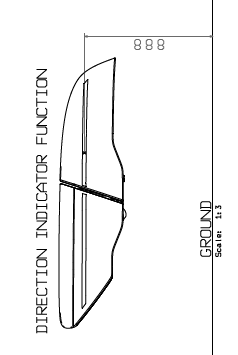 DIRECTION INDICATOR FUNCTION
888
GROUND
Scale: 1:3